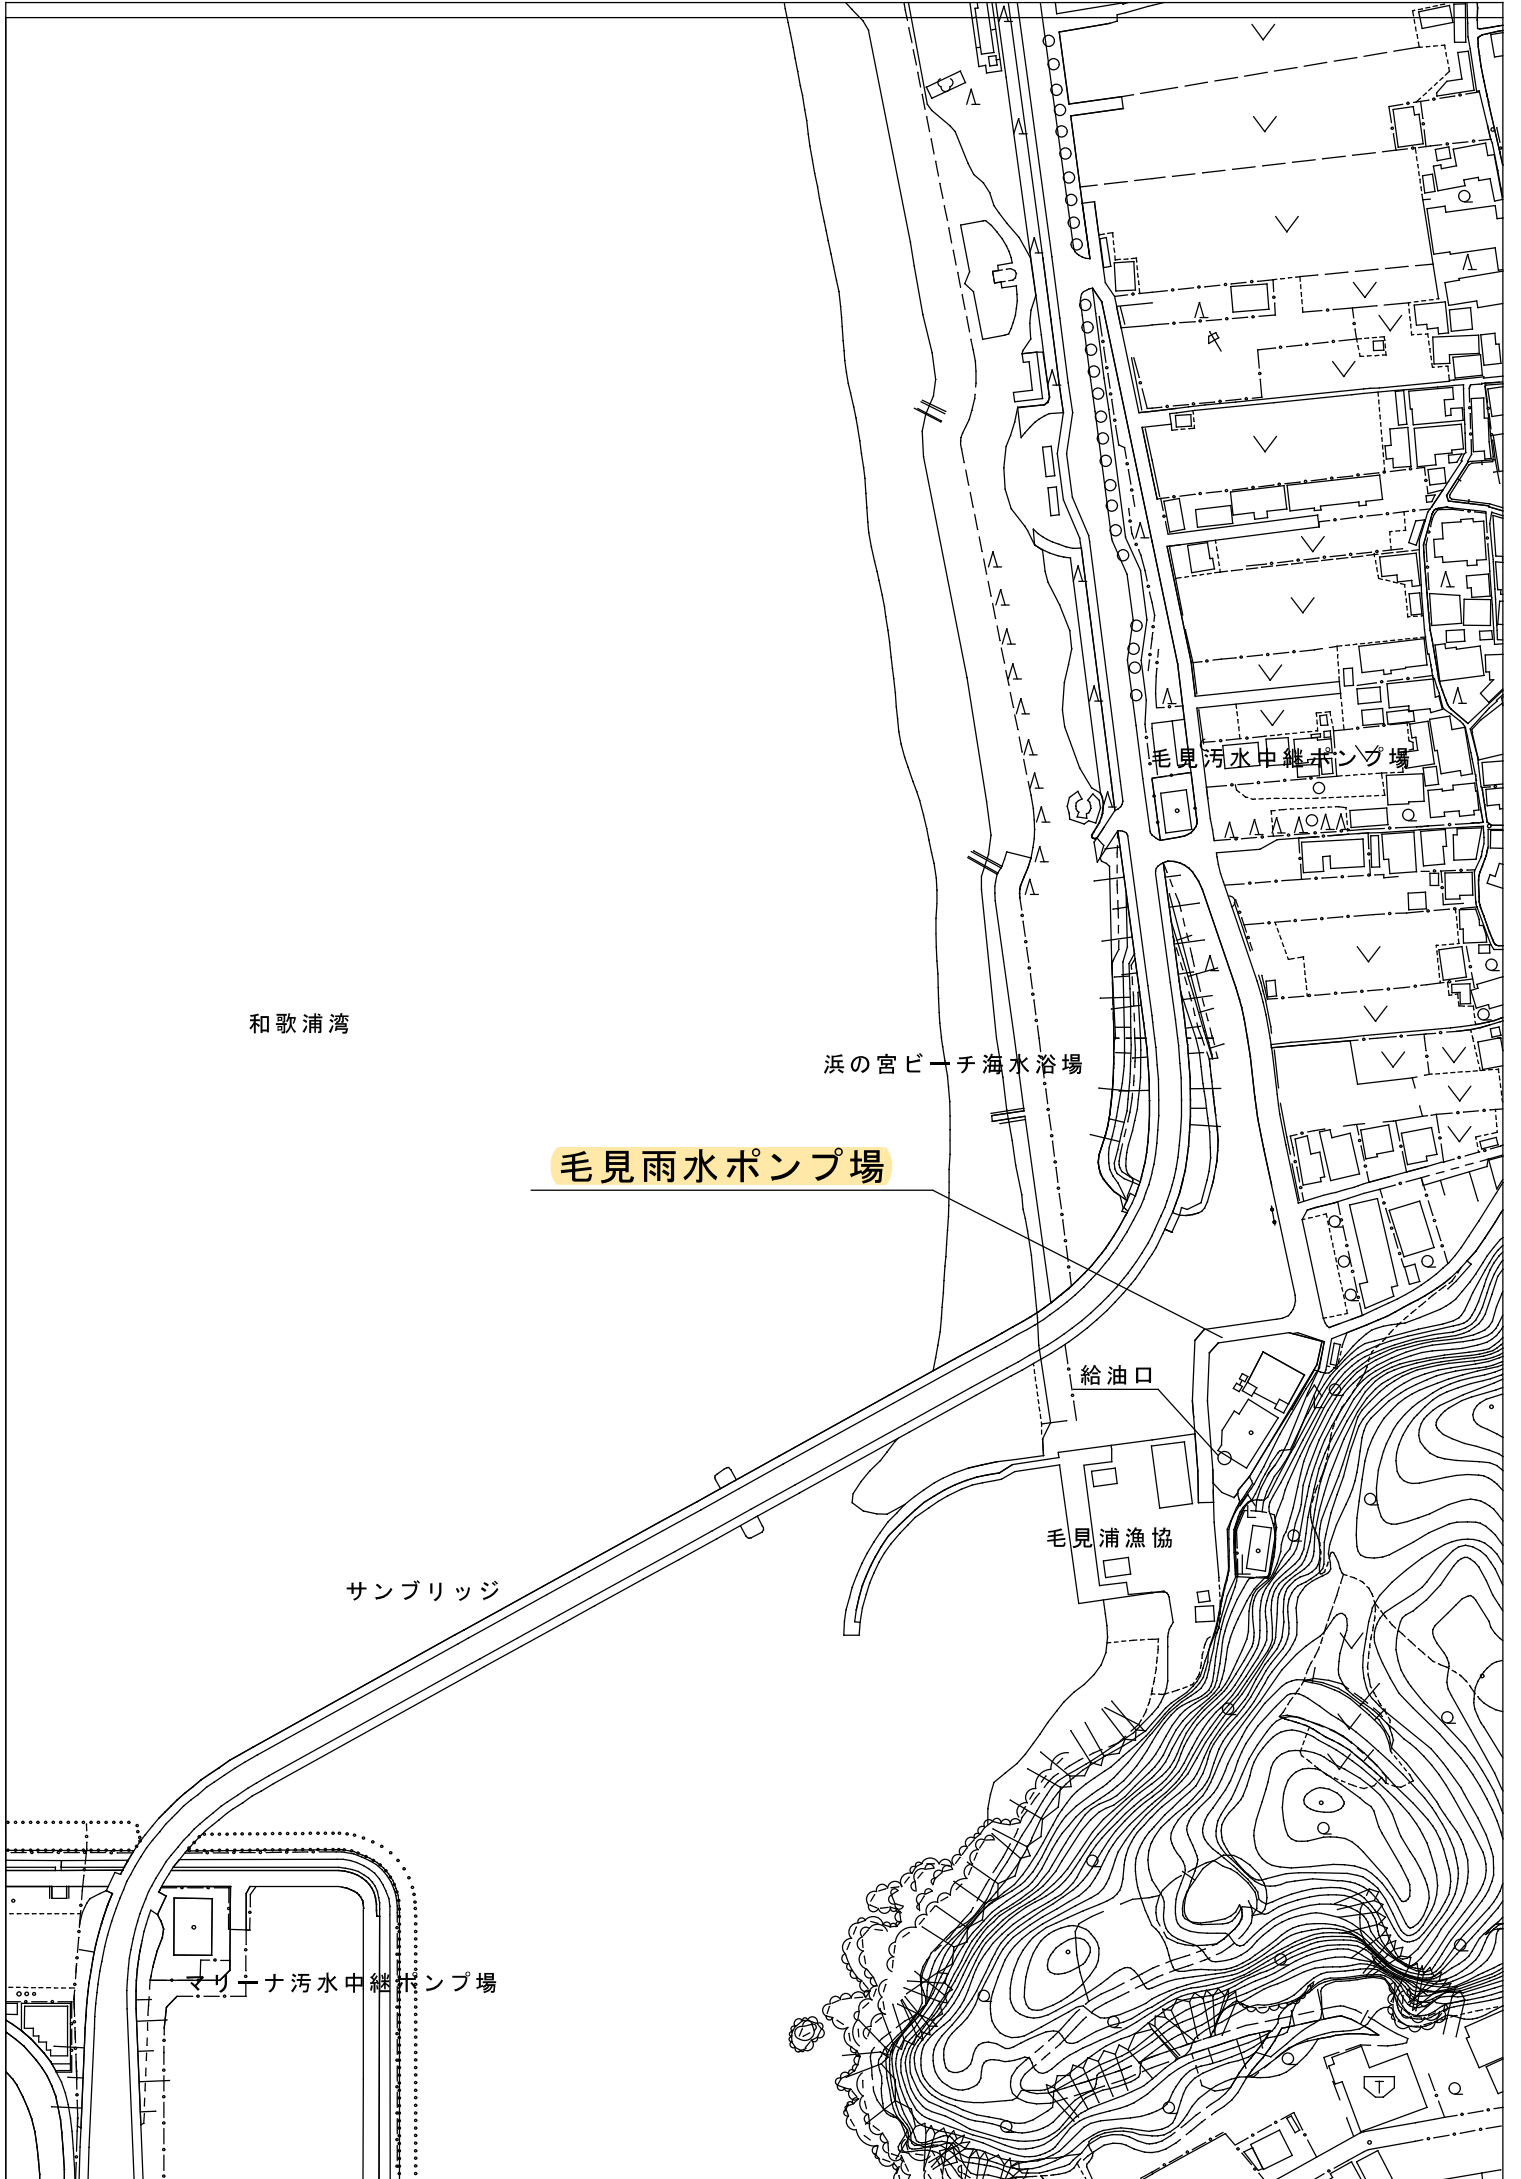 毛見汚水中継ポンプ場
和歌浦湾
浜の宮ビーチ海水浴場
毛見雨水ポンプ場
給油口
毛見浦漁協
サンブリッジ
マリーナ汚水中継ポンプ場